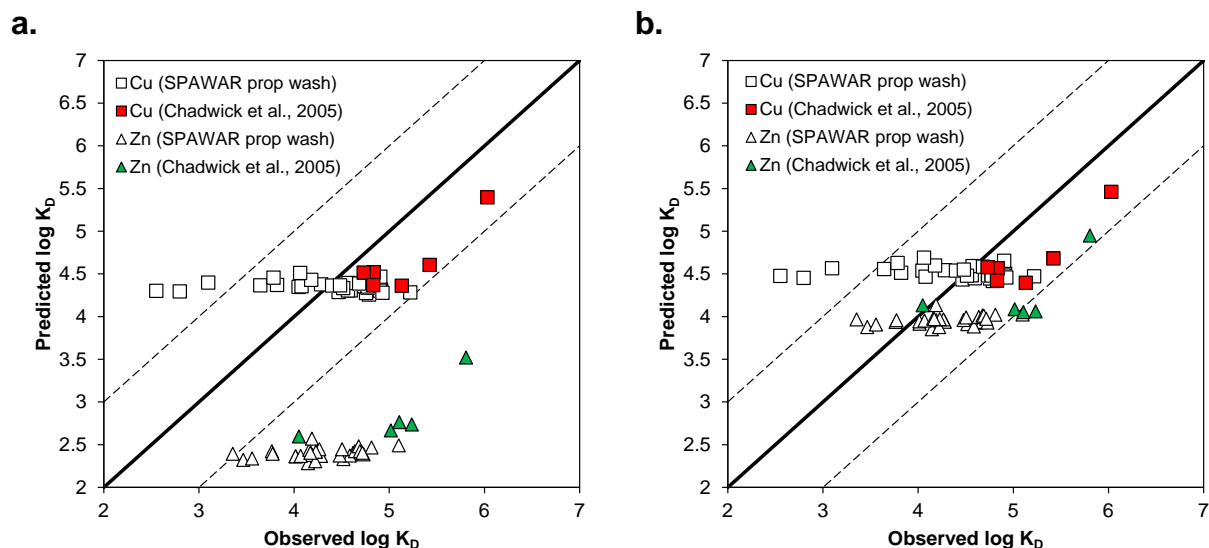 a.
7
6.5
6
5.5
5
4.5
4
3.5
3
2.5
2
Predicted log K_D
Cu (SPAWAR prop wash)
Cu (Chadwick et al., 2005)
Zn (SPAWAR prop wash)
Zn (Chadwick et al., 2005)
2 3 4 5 6 7
Observed log K_D
b.
7
6.5
6
5.5
5
4.5
4
3.5
3
2.5
2
Predicted log K_D
Cu (SPAWAR prop wash)
Cu (Chadwick et al., 2005)
Zn (SPAWAR prop wash)
Zn (Chadwick et al., 2005)
2 3 4 5 6 7
Observed log K_D